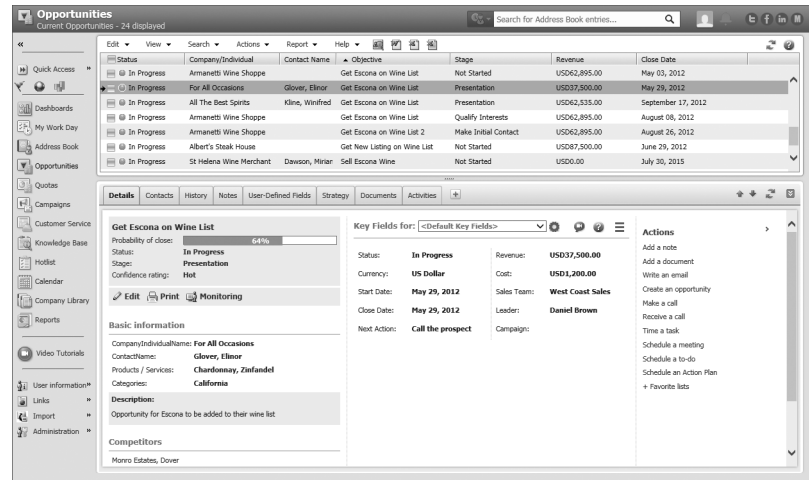 Opportunities
Current Opportunities - 24 displayed
Search for Address Book entries...
Edit View Search Actions Report Help
Status Company/Individual Contact Name Objective Stage Revenue Close Date
In Progress Armanetti Wine Shoppe Get Escona on Wine List Not Started USD62,895.00 May 03, 2012
In Progress For All Occasions Glover, Elinor Get Escona on Wine List Presentation USD37,500.00 May 29, 2012
In Progress All The Best Spirits Kline, Winifred Get Escona on Wine List Presentation USD62,535.00 September 17, 2012
In Progress Armanetti Wine Shoppe Get Escona on Wine List Qualify Interests USD62,895.00 August 08, 2012
In Progress Armanetti Wine Shoppe Get Escona on Wine List 2 Make Initial Contact USD62,895.00 August 26, 2012
In Progress Albert's Steak House Get New Listing on Wine List Not Started USD87,500.00 June 29, 2012
In Progress St Helena Wine Merchant Dawson, Mirian Sell Escona Wine Not Started USD0.00 July 30, 2015
Quick Access
Dashboards
My Work Day
Address Book
Opportunities
Quotas
Campaigns
Customer Service
Knowledge Base
Hotlist
Calendar
Company Library
Reports
Video Tutorials
User information
Links
Import
Administration
Details Contacts History Notes User-Defined Fields Strategy Documents Activities
Get Escona on Wine List
Probability of close: 64%
Status: In Progress
Stage: Presentation
Confidence rating: Hot
Edit Print Monitoring
Basic information
CompanyIndividualName: For All Occasions
ContactName: Glover, Elinor
Products / Services: Chardonnay, Zinfandel
Categories: California
Description:
Opportunity for Escona to be added to their wine list
Competitors
Monro Estates, Dover
Key Fields for: <Default Key Fields>
Status: In Progress Revenue: USD37,500.00
Currency: US Dollar Cost: USD1,200.00
Start Date: May 29, 2012 Sales Team: West Coast Sales
Close Date: May 29, 2012 Leader: Daniel Brown
Next Action: Call the prospect Campaign:
Actions
Add a note
Add a document
Write an email
Create an opportunity
Make a call
Receive a call
Time a task
Schedule a meeting
Schedule a to-do
Schedule an Action Plan
+ Favorite lists